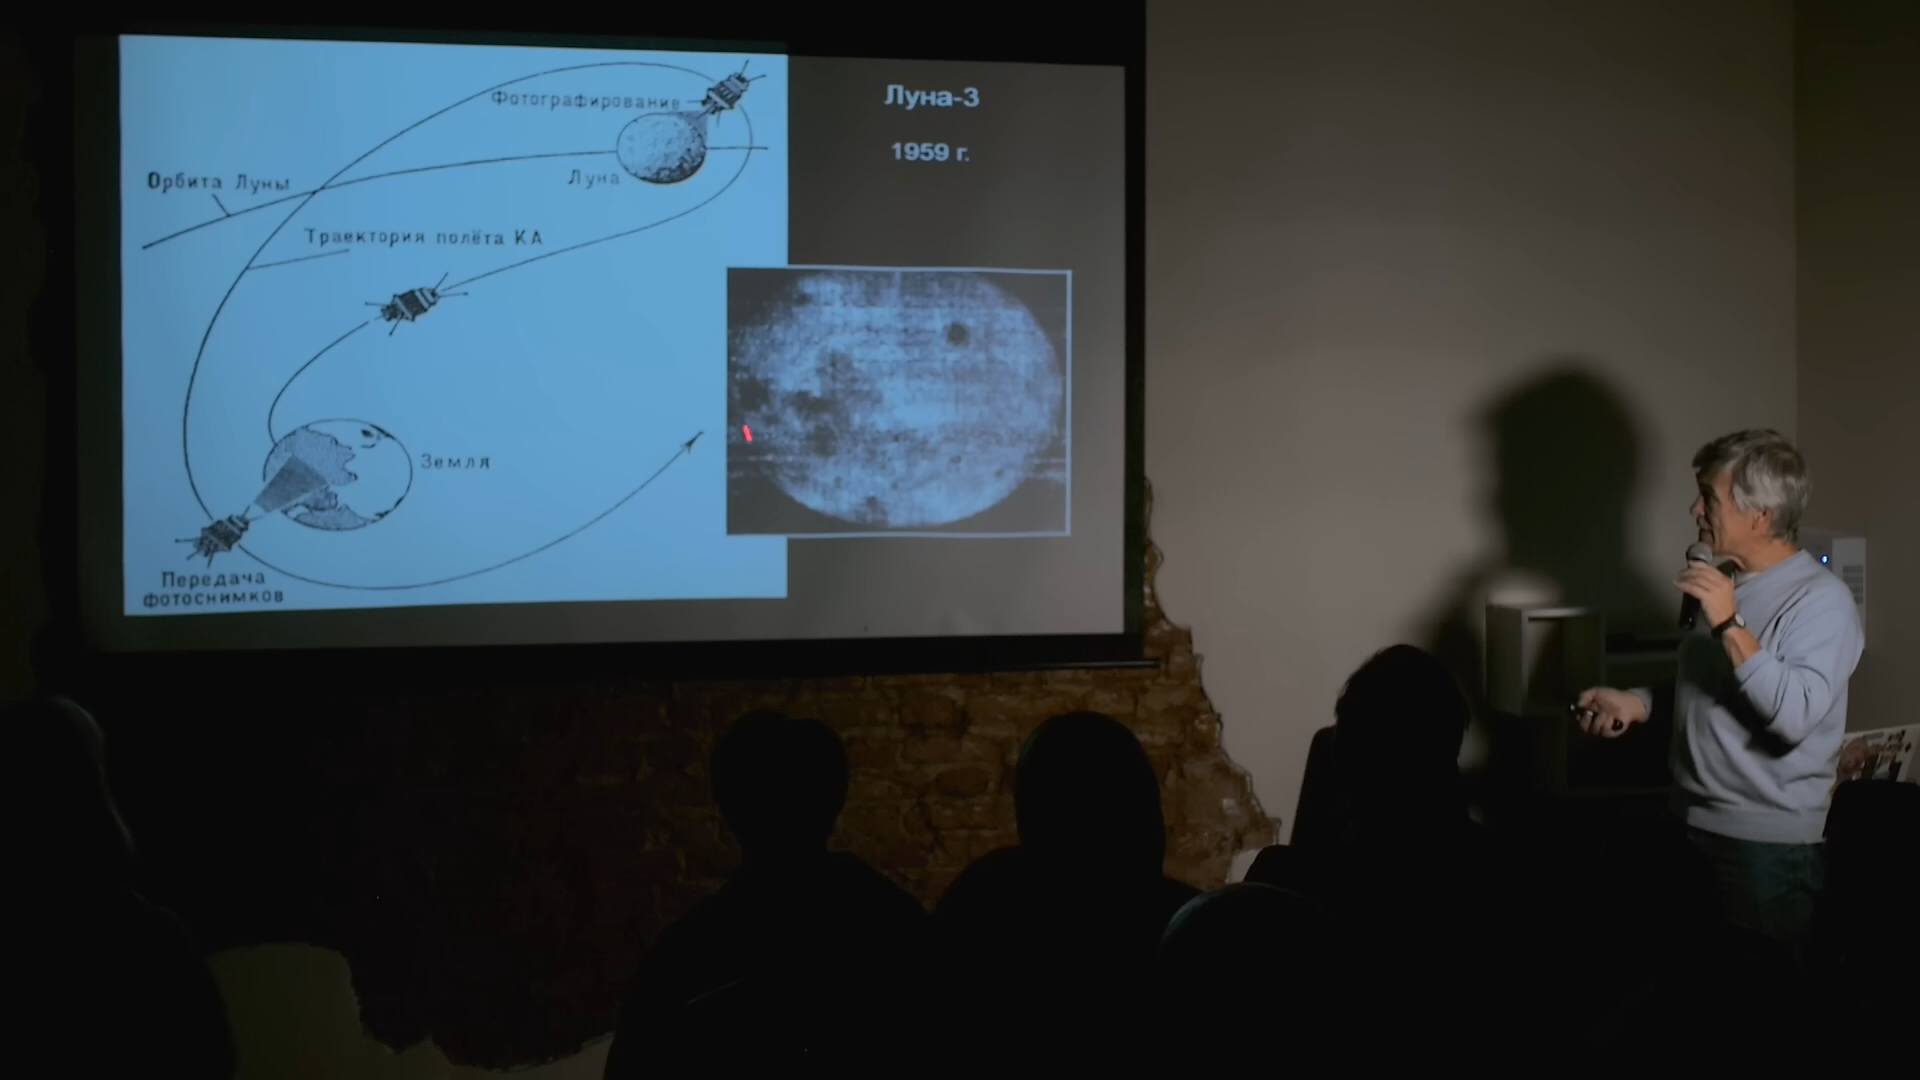 Фотографирование
Луна
Орбита Луны
Траектория полёта КА
Земля
Передача
фотоснимков
Луна-3
1959 г.